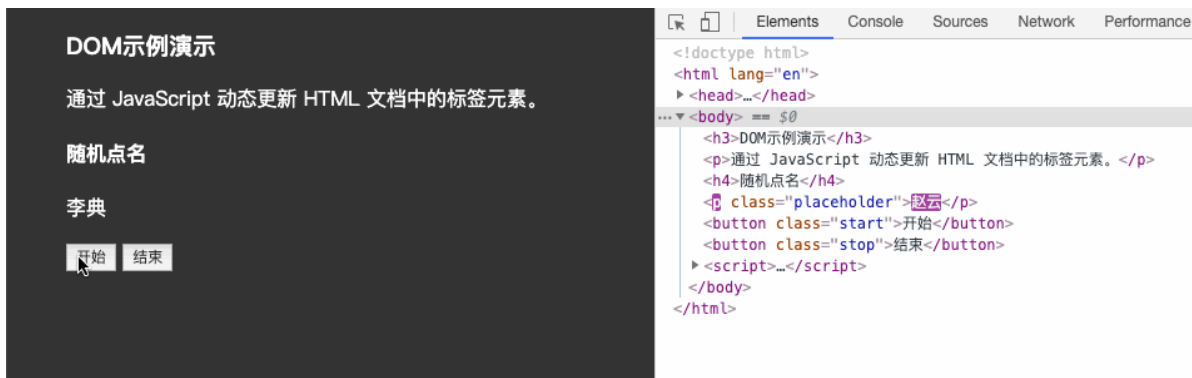 DOM示例演示
通过 JavaScript 动态更新 HTML 文档中的标签元素。
随机点名
李典
开始 结束
Elements Console Sources Network Performance
<!doctype html>
<html lang="en">
<head>…</head>
<body> == $0
<h3>DOM示例演示</h3>
<p>通过 JavaScript 动态更新 HTML 文档中的标签元素。</p>
<h4>随机点名</h4>
<p class="placeholder">赵云</p>
<button class="start">开始</button>
<button class="stop">结束</button>
<script>…</script>
</body>
</html>